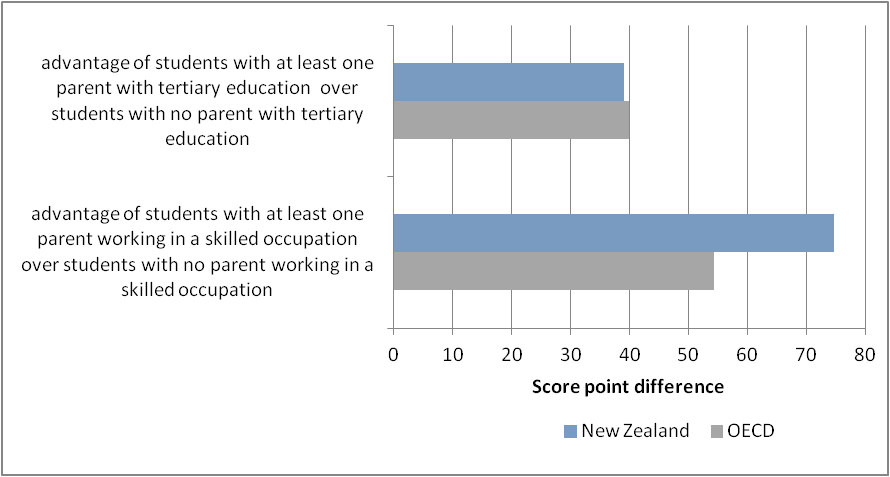 advantage of students with at least one
parent with tertiary education over
students with no parent with tertiary
education
advantage of students with at least one
parent working in a skilled occupation
over students with no parent working in a
skilled occupation
0 10 20 30 40 50 60 70 80
Score point difference
New Zealand OECD